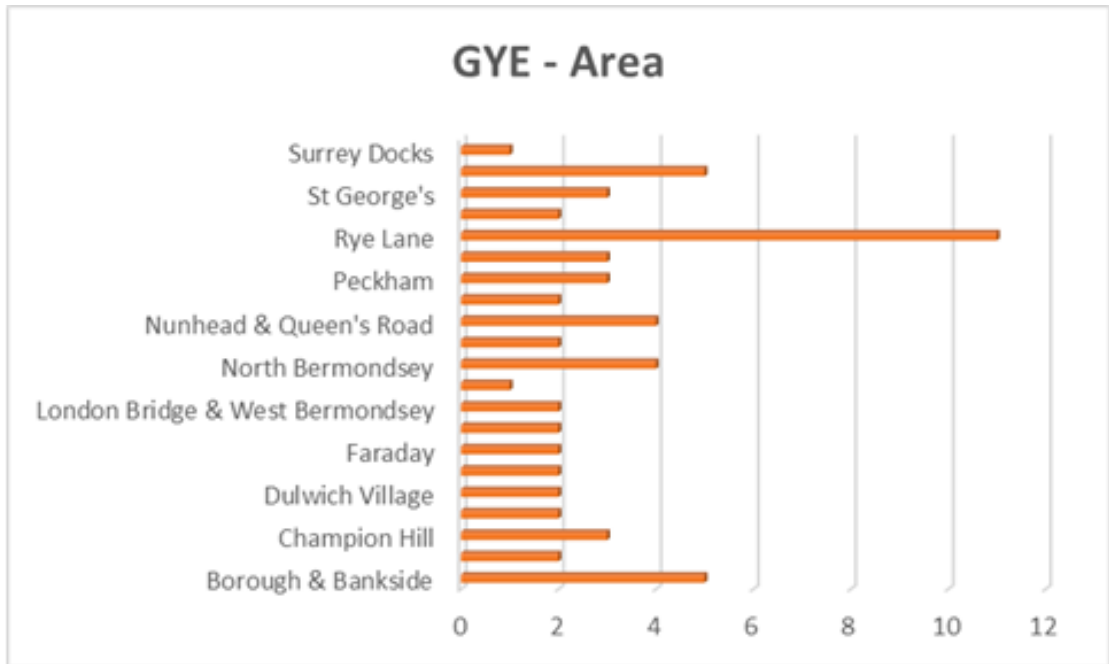 GYE - Area
Surrey Docks
St George's
Rye Lane
Peckham
Nunhead & Queen's Road
North Bermondsey
London Bridge & West Bermondsey
Faraday
Dulwich Village
Champion Hill
Borough & Bankside
0 2 4 6 8 10 12